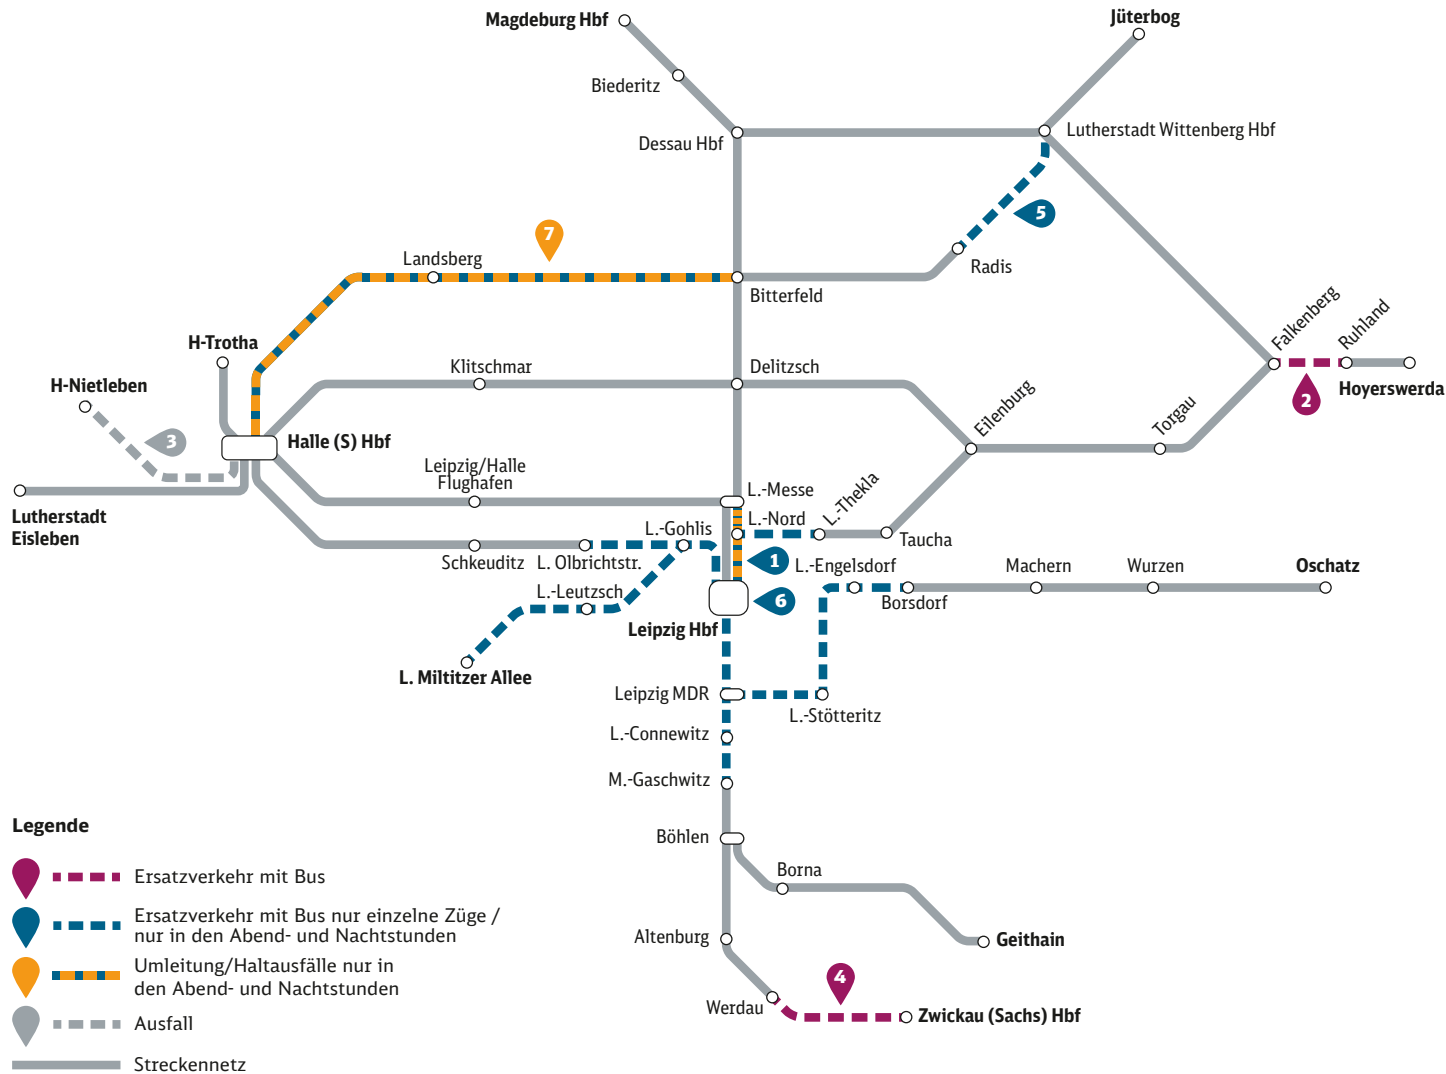 Magdeburg Hbf
Jüterbog
Biederitz
Dessau Hbf
Lutherstadt Wittenberg Hbf
5
7
Landsberg
Radis
Bitterfeld
Falkenberg
Ruhland
H-Trotha
Klitschmar
Delitzsch
H-Nietleben
Hoyerswerda
2
Eilenburg
Torgau
3
Halle (S) Hbf
Leipzig/Halle
Flughafen
L.-Messe
L.-Thekla
Lutherstadt
Eisleben
L.-Nord
L.-Gohlis
Taucha
Schkeuditz
L. Olbrichtstr.
1
L.-Engelsdorf
Machern
Wurzen
Oschatz
L.-Leutzsch
6
Borsdorf
Leipzig Hbf
L. Miltitzer Allee
Leipzig MDR
L.-Stötteritz
L.-Connewitz
M.-Gaschwitz
Böhlen
Borna
Altenburg
Geithain
4
Werdau
Zwickau (Sachs) Hbf
Legende
Ersatzverkehr mit Bus
Ersatzverkehr mit Bus nur einzelne Züge /
nur in den Abend- und Nachtstunden
Umleitung/Haltausfälle nur in
den Abend- und Nachtstunden
Ausfall
Streckennetz